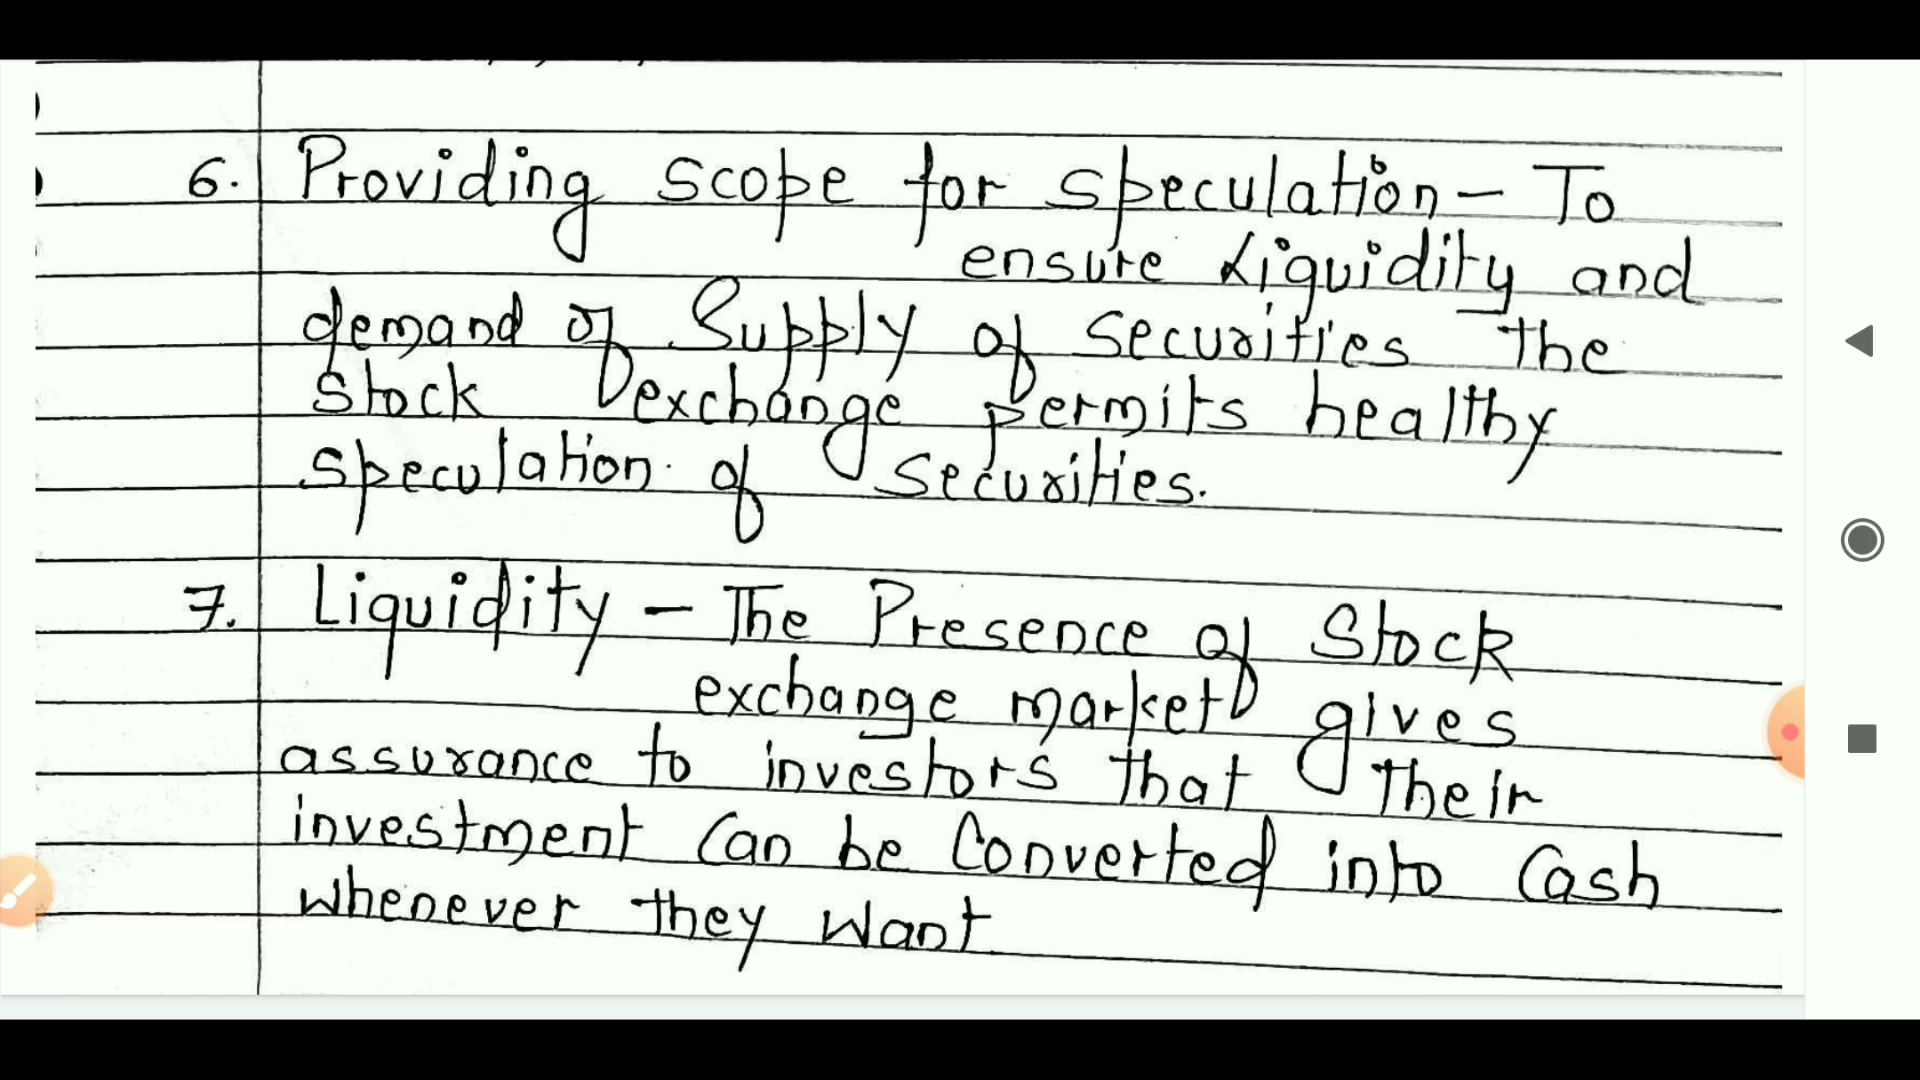 6. Providing scope for speculation - To
ensure Liquidity and
demand of Supply of Securities the
Stock exchange permits healthy
speculation of Securities.
7. Liquidity - The Presence of Stock
exchange market gives
assurance to investors that their
investment Can be Converted into Cash
whenever they want